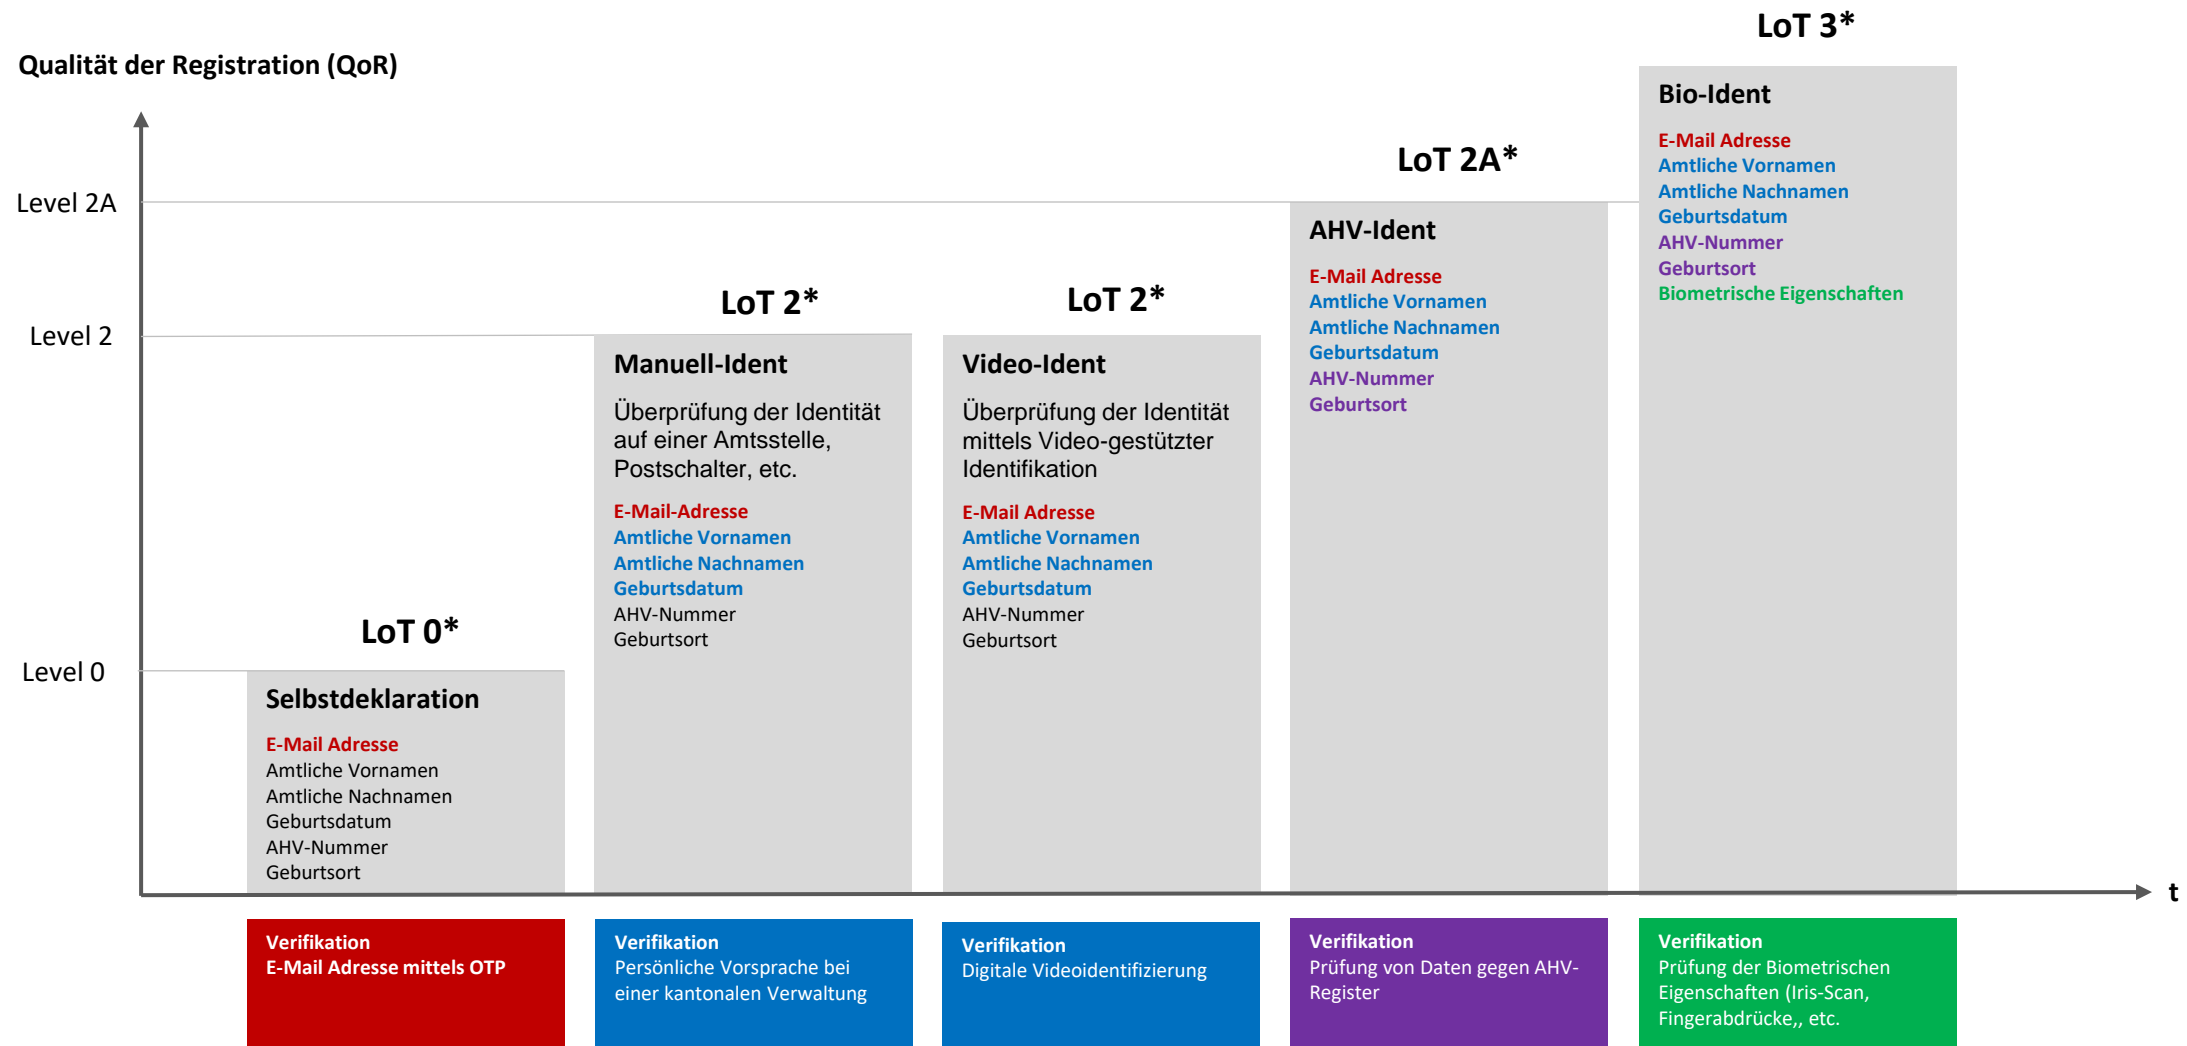 Qualität der Registration (QoR)
Level 2A
Level 2
Level 0
t
LoT 0*
Selbstdeklaration
E-Mail Adresse
Amtliche Vornamen
Amtliche Nachnamen
Geburtsdatum
AHV-Nummer
Geburtsort
Verifikation
E-Mail Adresse mittels OTP
LoT 2*
Manuell-Ident
Überprüfung der Identität
auf einer Amtsstelle,
Postschalter, etc.
E-Mail-Adresse
Amtliche Vornamen
Amtliche Nachnamen
Geburtsdatum
AHV-Nummer
Geburtsort
Verifikation
Persönliche Vorsprache bei
einer kantonalen Verwaltung
LoT 2*
Video-Ident
Überprüfung der Identität
mittels Video-gestützter
Identifikation
E-Mail Adresse
Amtliche Vornamen
Amtliche Nachnamen
Geburtsdatum
AHV-Nummer
Geburtsort
Verifikation
Digitale Videoidentifizierung
LoT 2A*
AHV-Ident
E-Mail Adresse
Amtliche Vornamen
Amtliche Nachnamen
Geburtsdatum
AHV-Nummer
Geburtsort
Verifikation
Prüfung von Daten gegen AHV-
Register
LoT 3*
Bio-Ident
E-Mail Adresse
Amtliche Vornamen
Amtliche Nachnamen
Geburtsdatum
AHV-Nummer
Geburtsort
Biometrische Eigenschaften
Verifikation
Prüfung der Biometrischen
Eigenschaften (Iris-Scan,
Fingerabdrücke,, etc.